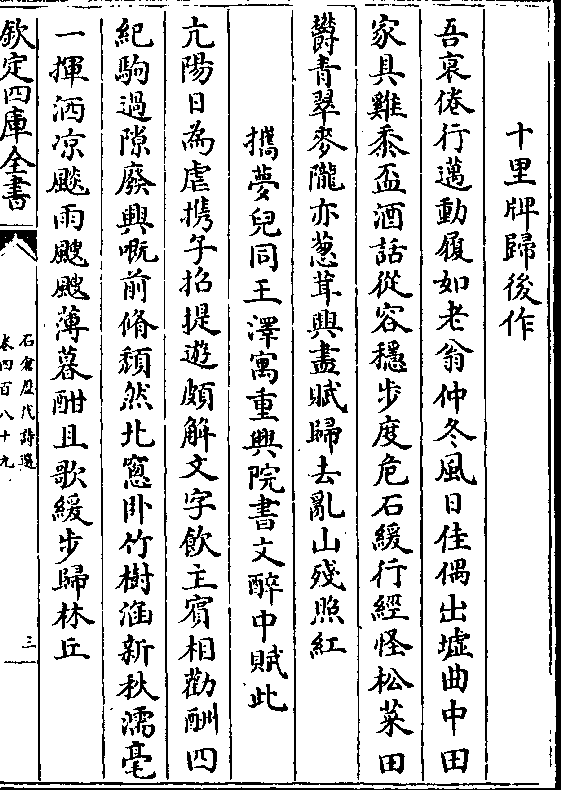 十里牌歸後作
吾哀倦行邁動履如老翁仲冬風日佳偶出墟曲中田
家具雞黍盃酒話從容穩步度危石緩行經怪松菜田
欝青翠麥隴亦葱茸興盡賦歸去亂山殘照紅
攜夢兒同王澤寓重興院書文醉中賦此
亢陽日為虐携午招提遊頗解文字飲主賓相勸酬四
紀駒過隙廢興嘅前脩頹然北窻卧竹樹涵新秋濡毫
一揮洒凉飈雨颼颼薄暮酣且歌緩步歸林丘
欽定四庫全書
石倉歷代詩選
卷四百八十九
三